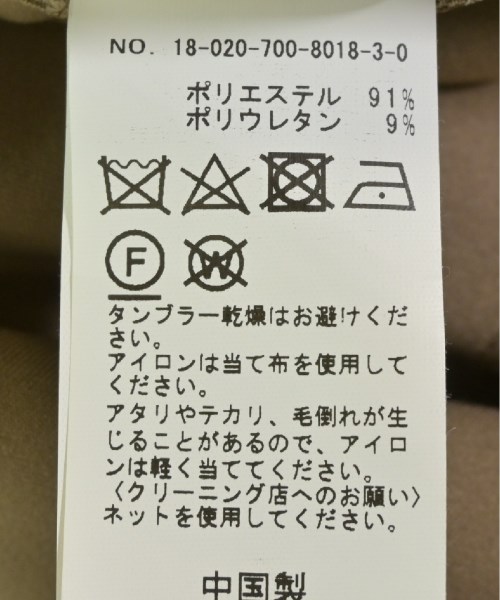 NO. 18-020-700-8018-3-0
ポリエステル 91%
ポリウレタン 9%
F W
タンブラー乾燥はお避けくだ
さい。
アイロンは当て布を使用して
ください。
アタリやテカリ、毛倒れが生
じることがあるので、アイロ
ンは軽く当ててください。
〈クリーニング店へのお願い〉
ネットを使用してください。
中国製